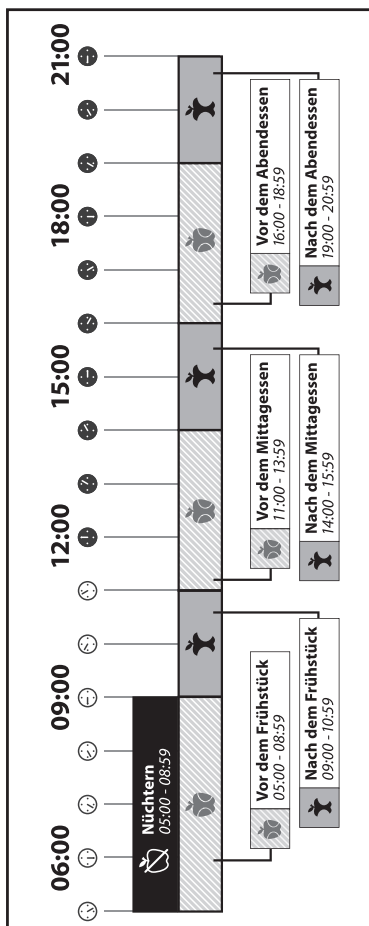 06:00
09:00
12:00
15:00
18:00
21:00
Nüchtern
05:00 - 08:59
Vor dem Frühstück
05:00 - 08:59
Nach dem Frühstück
09:00 - 10:59
Vor dem Mittagessen
11:00 - 13:59
Nach dem Mittagessen
14:00 - 15:59
Vor dem Abendessen
16:00 - 18:59
Nach dem Abendessen
19:00 - 20:59